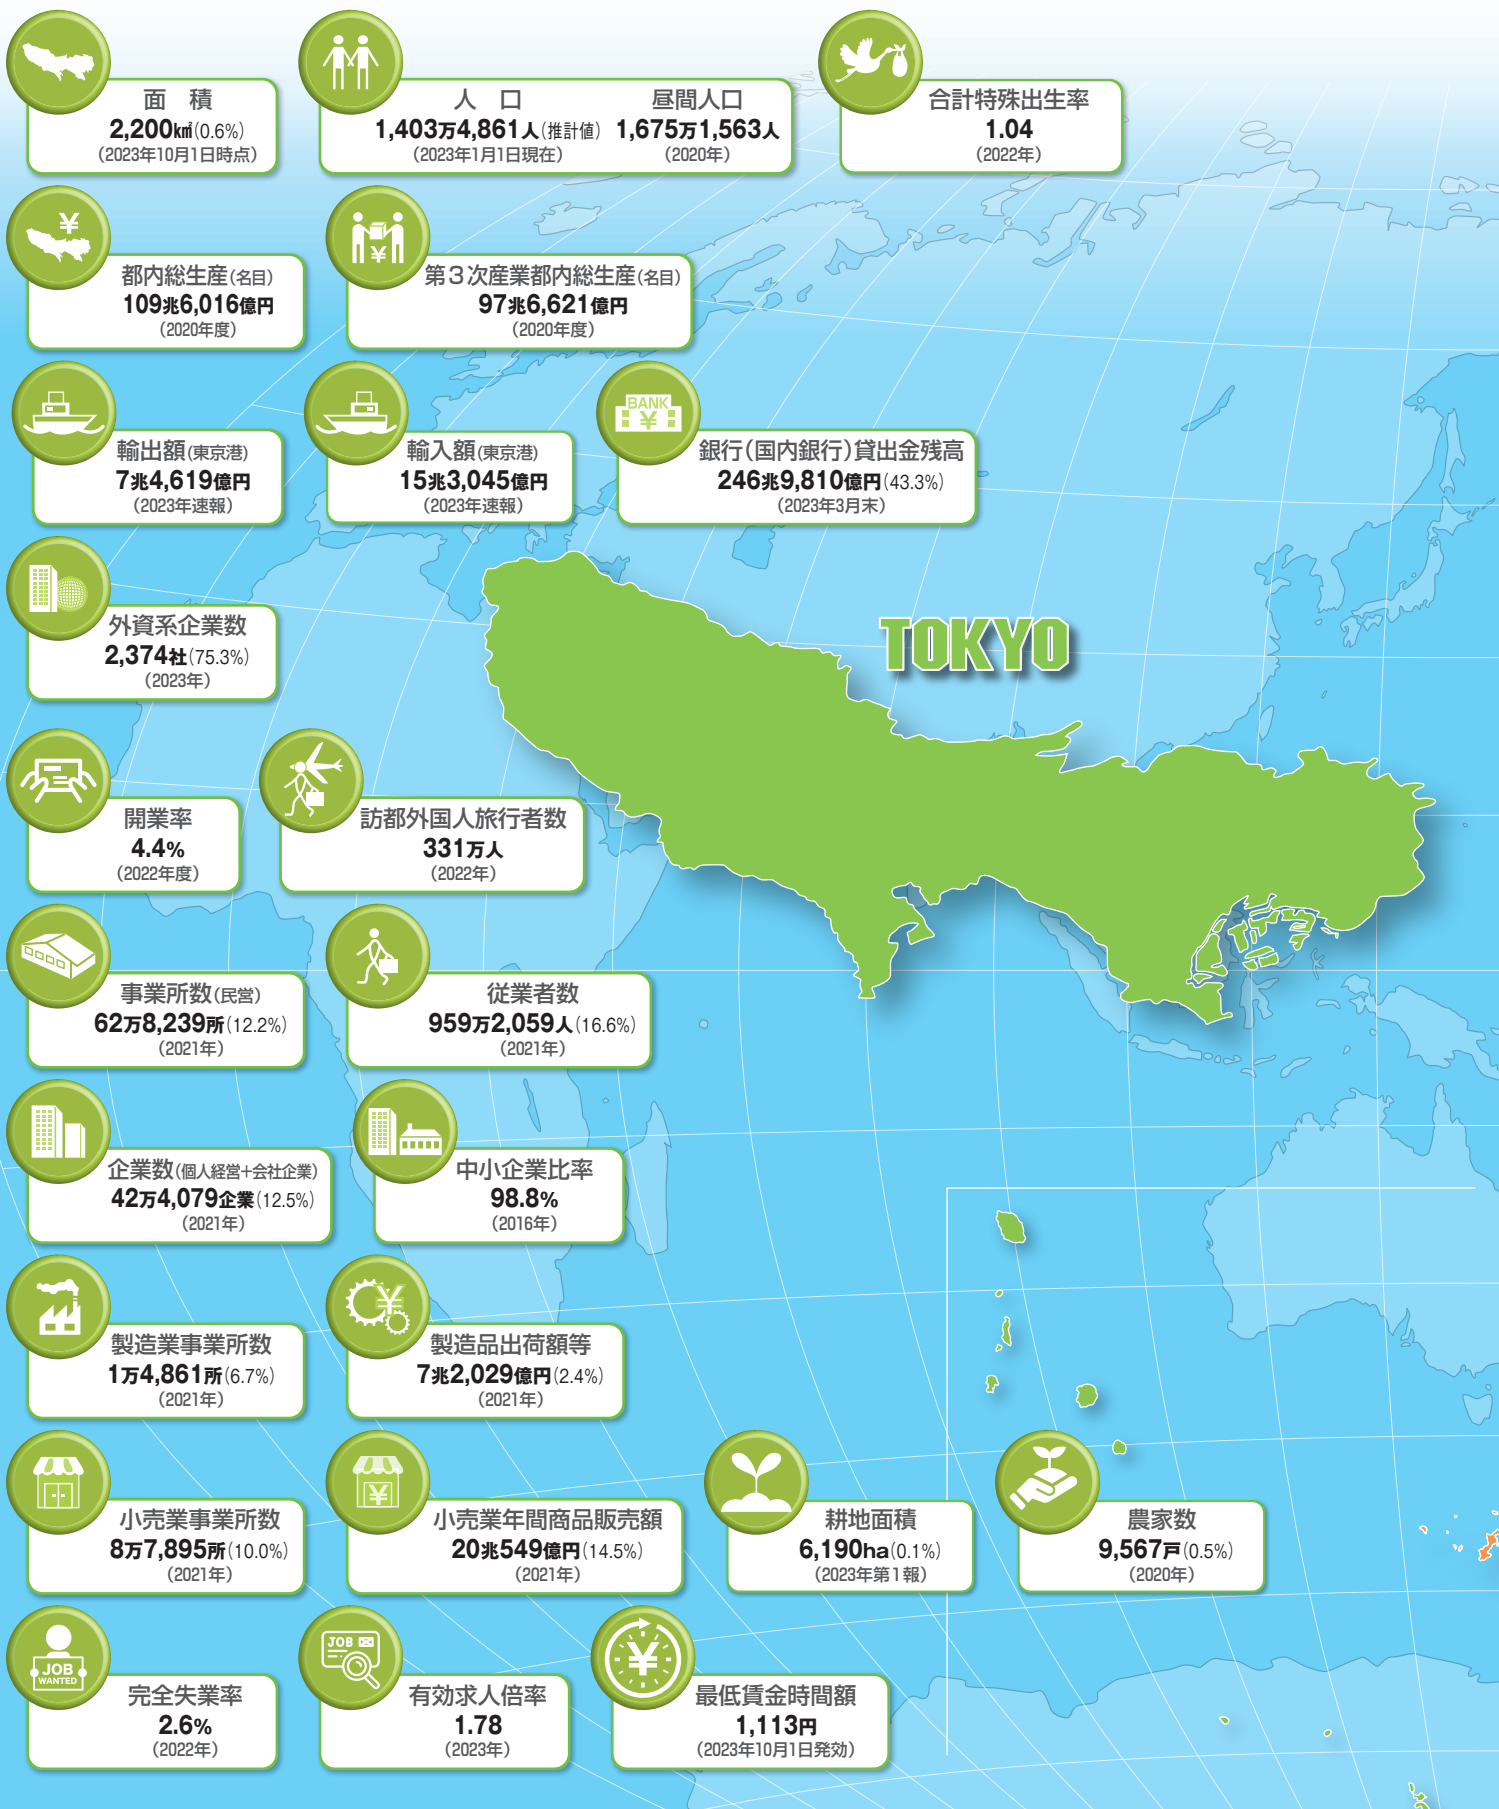 面　積
2,200㎢(0.6%)
(2023年10月1日時点)
人　口
1,403万4,861人(推計値)
(2023年1月1日現在)
昼間人口
1,675万1,563人
(2020年)
合計特殊出生率
1.04
(2022年)
¥
都内総生産(名目)
109兆6,016億円
(2020年度)
¥
第3次産業都内総生産(名目)
97兆6,621億円
(2020年度)
輸出額(東京港)
7兆4,619億円
(2023年速報)
輸入額(東京港)
15兆3,045億円
(2023年速報)
BANK
¥
銀行(国内銀行)貸出金残高
246兆9,810億円(43.3%)
(2023年3月末)
外資系企業数
2,374社(75.3%)
(2023年)
TOKYO
開業率
4.4%
(2022年度)
訪都外国人旅行者数
331万人
(2022年)
事業所数(民営)
62万8,239所(12.2%)
(2021年)
従業者数
959万2,059人(16.6%)
(2021年)
企業数(個人経営+会社企業)
42万4,079企業(12.5%)
(2021年)
中小企業比率
98.8%
(2016年)
製造業事業所数
1万4,861所(6.7%)
(2021年)
¥
製造品出荷額等
7兆2,029億円(2.4%)
(2021年)
小売業事業所数
8万7,895所(10.0%)
(2021年)
¥
小売業年間商品販売額
20兆549億円(14.5%)
(2021年)
耕地面積
6,190ha(0.1%)
(2023年第1報)
農家数
9,567戸(0.5%)
(2020年)
JOB
WANTED
完全失業率
2.6%
(2022年)
JOB
有効求人倍率
1.78
(2023年)
¥
最低賃金時間額
1,113円
(2023年10月1日発効)